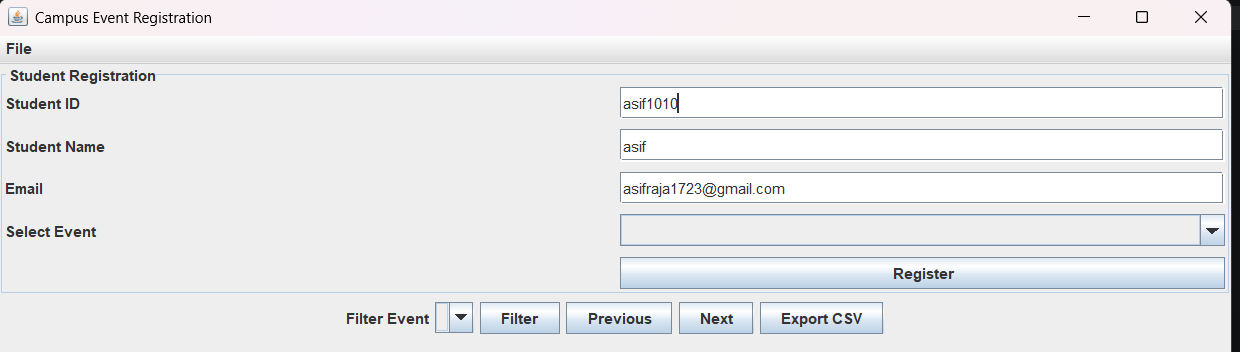 Campus Event Registration
File
Student Registration
Student ID asif1010
Student Name asif
Email asifraja1723@gmail.com
Select Event
Register
Filter Event Filter Previous Next Export CSV